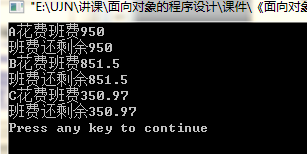 "E:\UJN\讲课\面向对象的程序设计\课件\《面向对象
A花费班费950
班费还剩余950
B花费班费851.5
班费还剩余851.5
C花费班费350.97
班费还剩余350.97
Press any key to continue